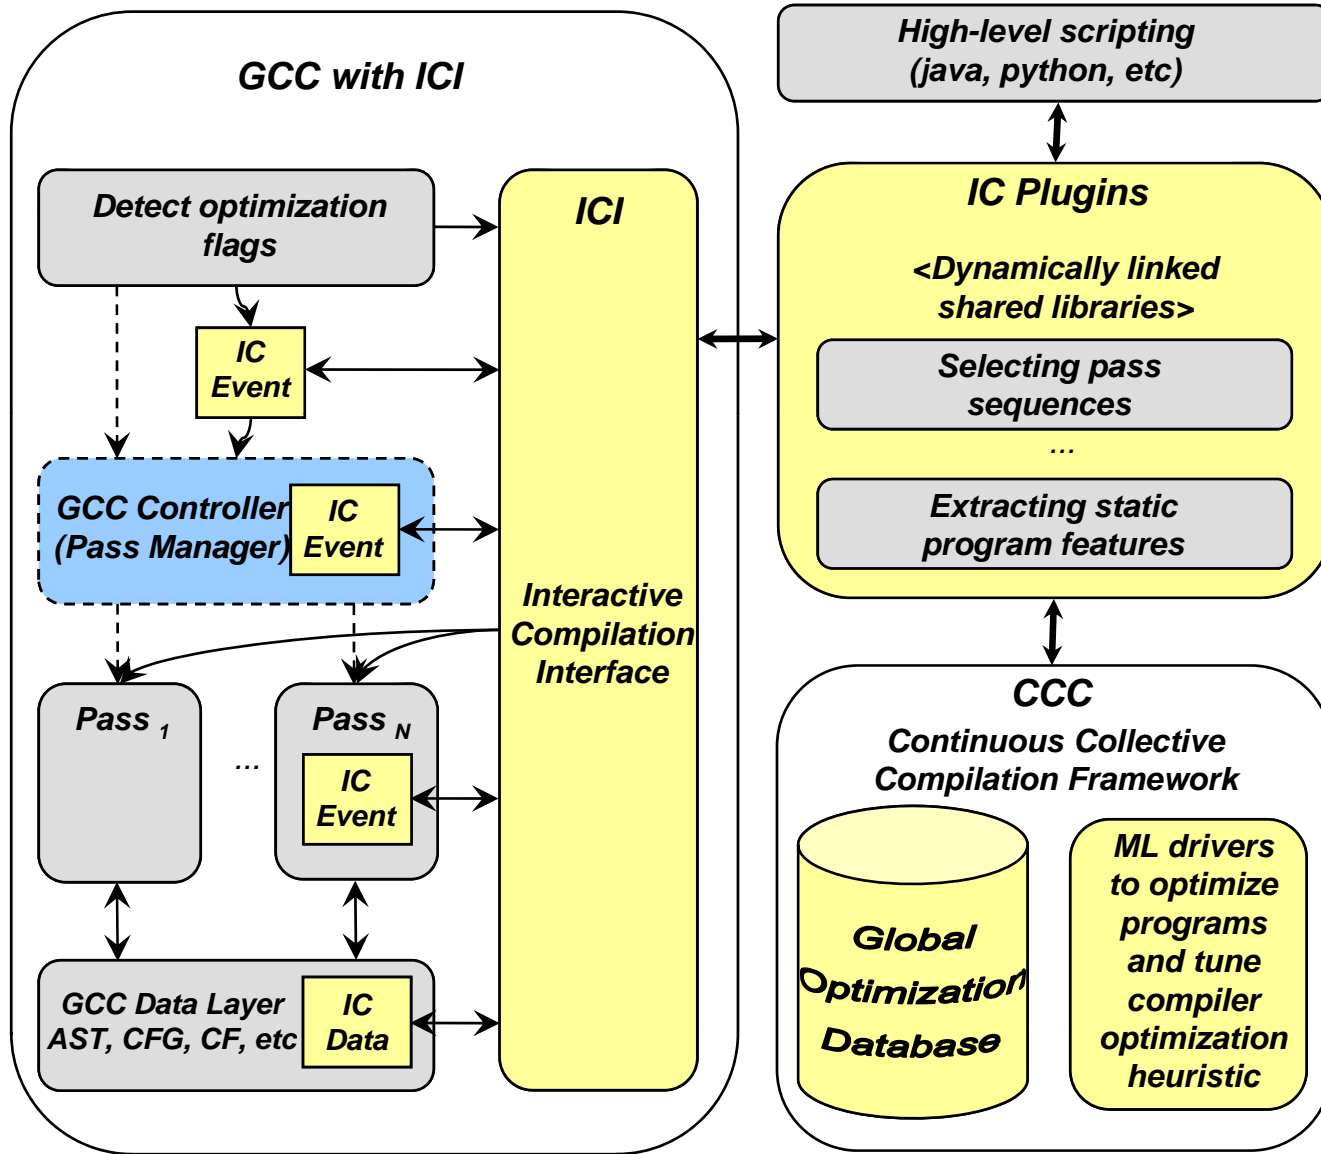 GCC with ICI
Detect optimization
flags
IC
Event
GCC Controller
(Pass Manager)
IC
Event
Pass 1
...
Pass N
IC
Event
GCC Data Layer
AST, CFG, CF, etc
IC
Data
ICI
Interactive
Compilation
Interface
High-level scripting
(java, python, etc)
IC Plugins
<Dynamically linked
shared libraries>
Selecting pass
sequences
...
Extracting static
program features
CCC
Continuous Collective
Compilation Framework
Global
Optimization
Database
ML drivers
to optimize
programs
and tune
compiler
optimization
heuristic